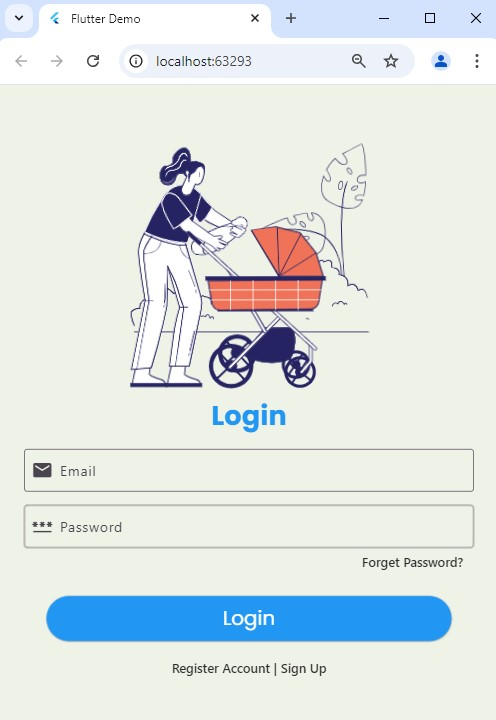 Flutter Demo
localhost:63293
Login
Email
*** Password
Forget Password?
Login
Register Account | Sign Up